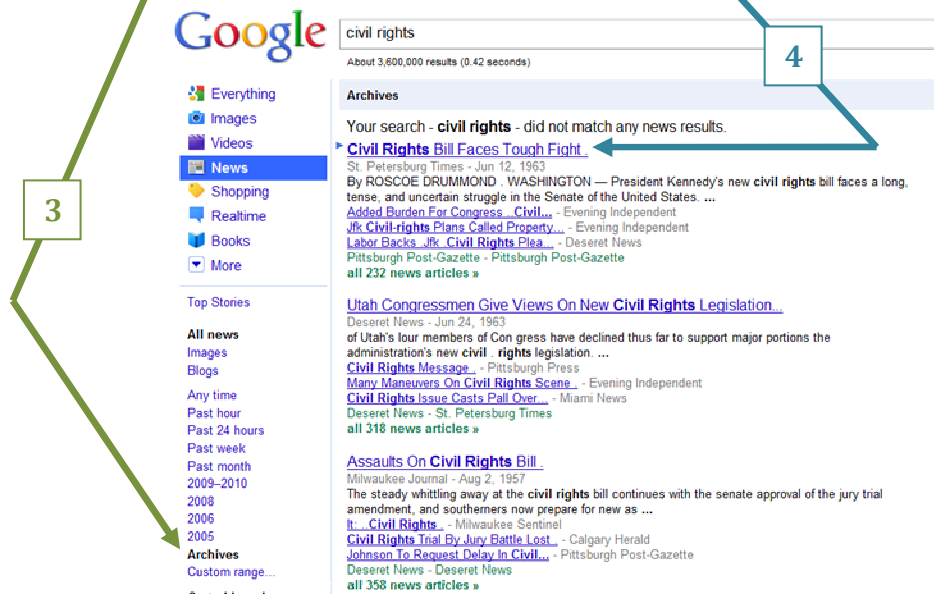 Google
civil rights
4
About 3,600,000 results (0.42 seconds)
Everything
Images
Videos
News
Shopping
Realtime
Books
More
3
Top Stories
All news
Images
Blogs
Any time
Past hour
Past 24 hours
Past week
Past month
2009–2010
2008
2006
2005
Archives
Custom range...
Archives
Your search - civil rights - did not match any news results.
Civil Rights Bill Faces Tough Fight .
St. Petersburg Times - Jun 12, 1963
By ROSCOE DRUMMOND . WASHINGTON — President Kennedy's new civil rights bill faces a long,
tense, and uncertain struggle in the Senate of the United States. ...
Added Burden For Congress . Civil... - Evening Independent
Jfk Civil-rights Plans Called Property... - Evening Independent
Labor Backs .Jfk .Civil Rights Plea... - Deseret News
Pittsburgh Post-Gazette - Pittsburgh Post-Gazette
all 232 news articles »
Utah Congressmen Give Views On New Civil Rights Legislation...
Deseret News - Jun 24, 1963
of Utah's lour members of Con gress have declined thus far to support major portions the
administration's new civil . rights legislation. ...
Civil Rights Message . - Pittsburgh Press
Many Maneuvers On Civil Rights Scene . - Evening Independent
Civil Rights Issue Casts Pall Over... - Miami News
Deseret News - St. Petersburg Times
all 318 news articles »
Assaults On Civil Rights Bill .
Milwaukee Journal - Aug 2, 1957
The steady whittling away at the civil rights bill continues with the senate approval of the jury trial
amendment, and southerners now prepare for new as ...
It: . .Civil Rights . - Milwaukee Sentinel
Civil Rights Trial By Jury Battle Lost . - Calgary Herald
Johnson To Request Delay In Civil... - Pittsburgh Post-Gazette
Deseret News - Deseret News
all 358 news articles »